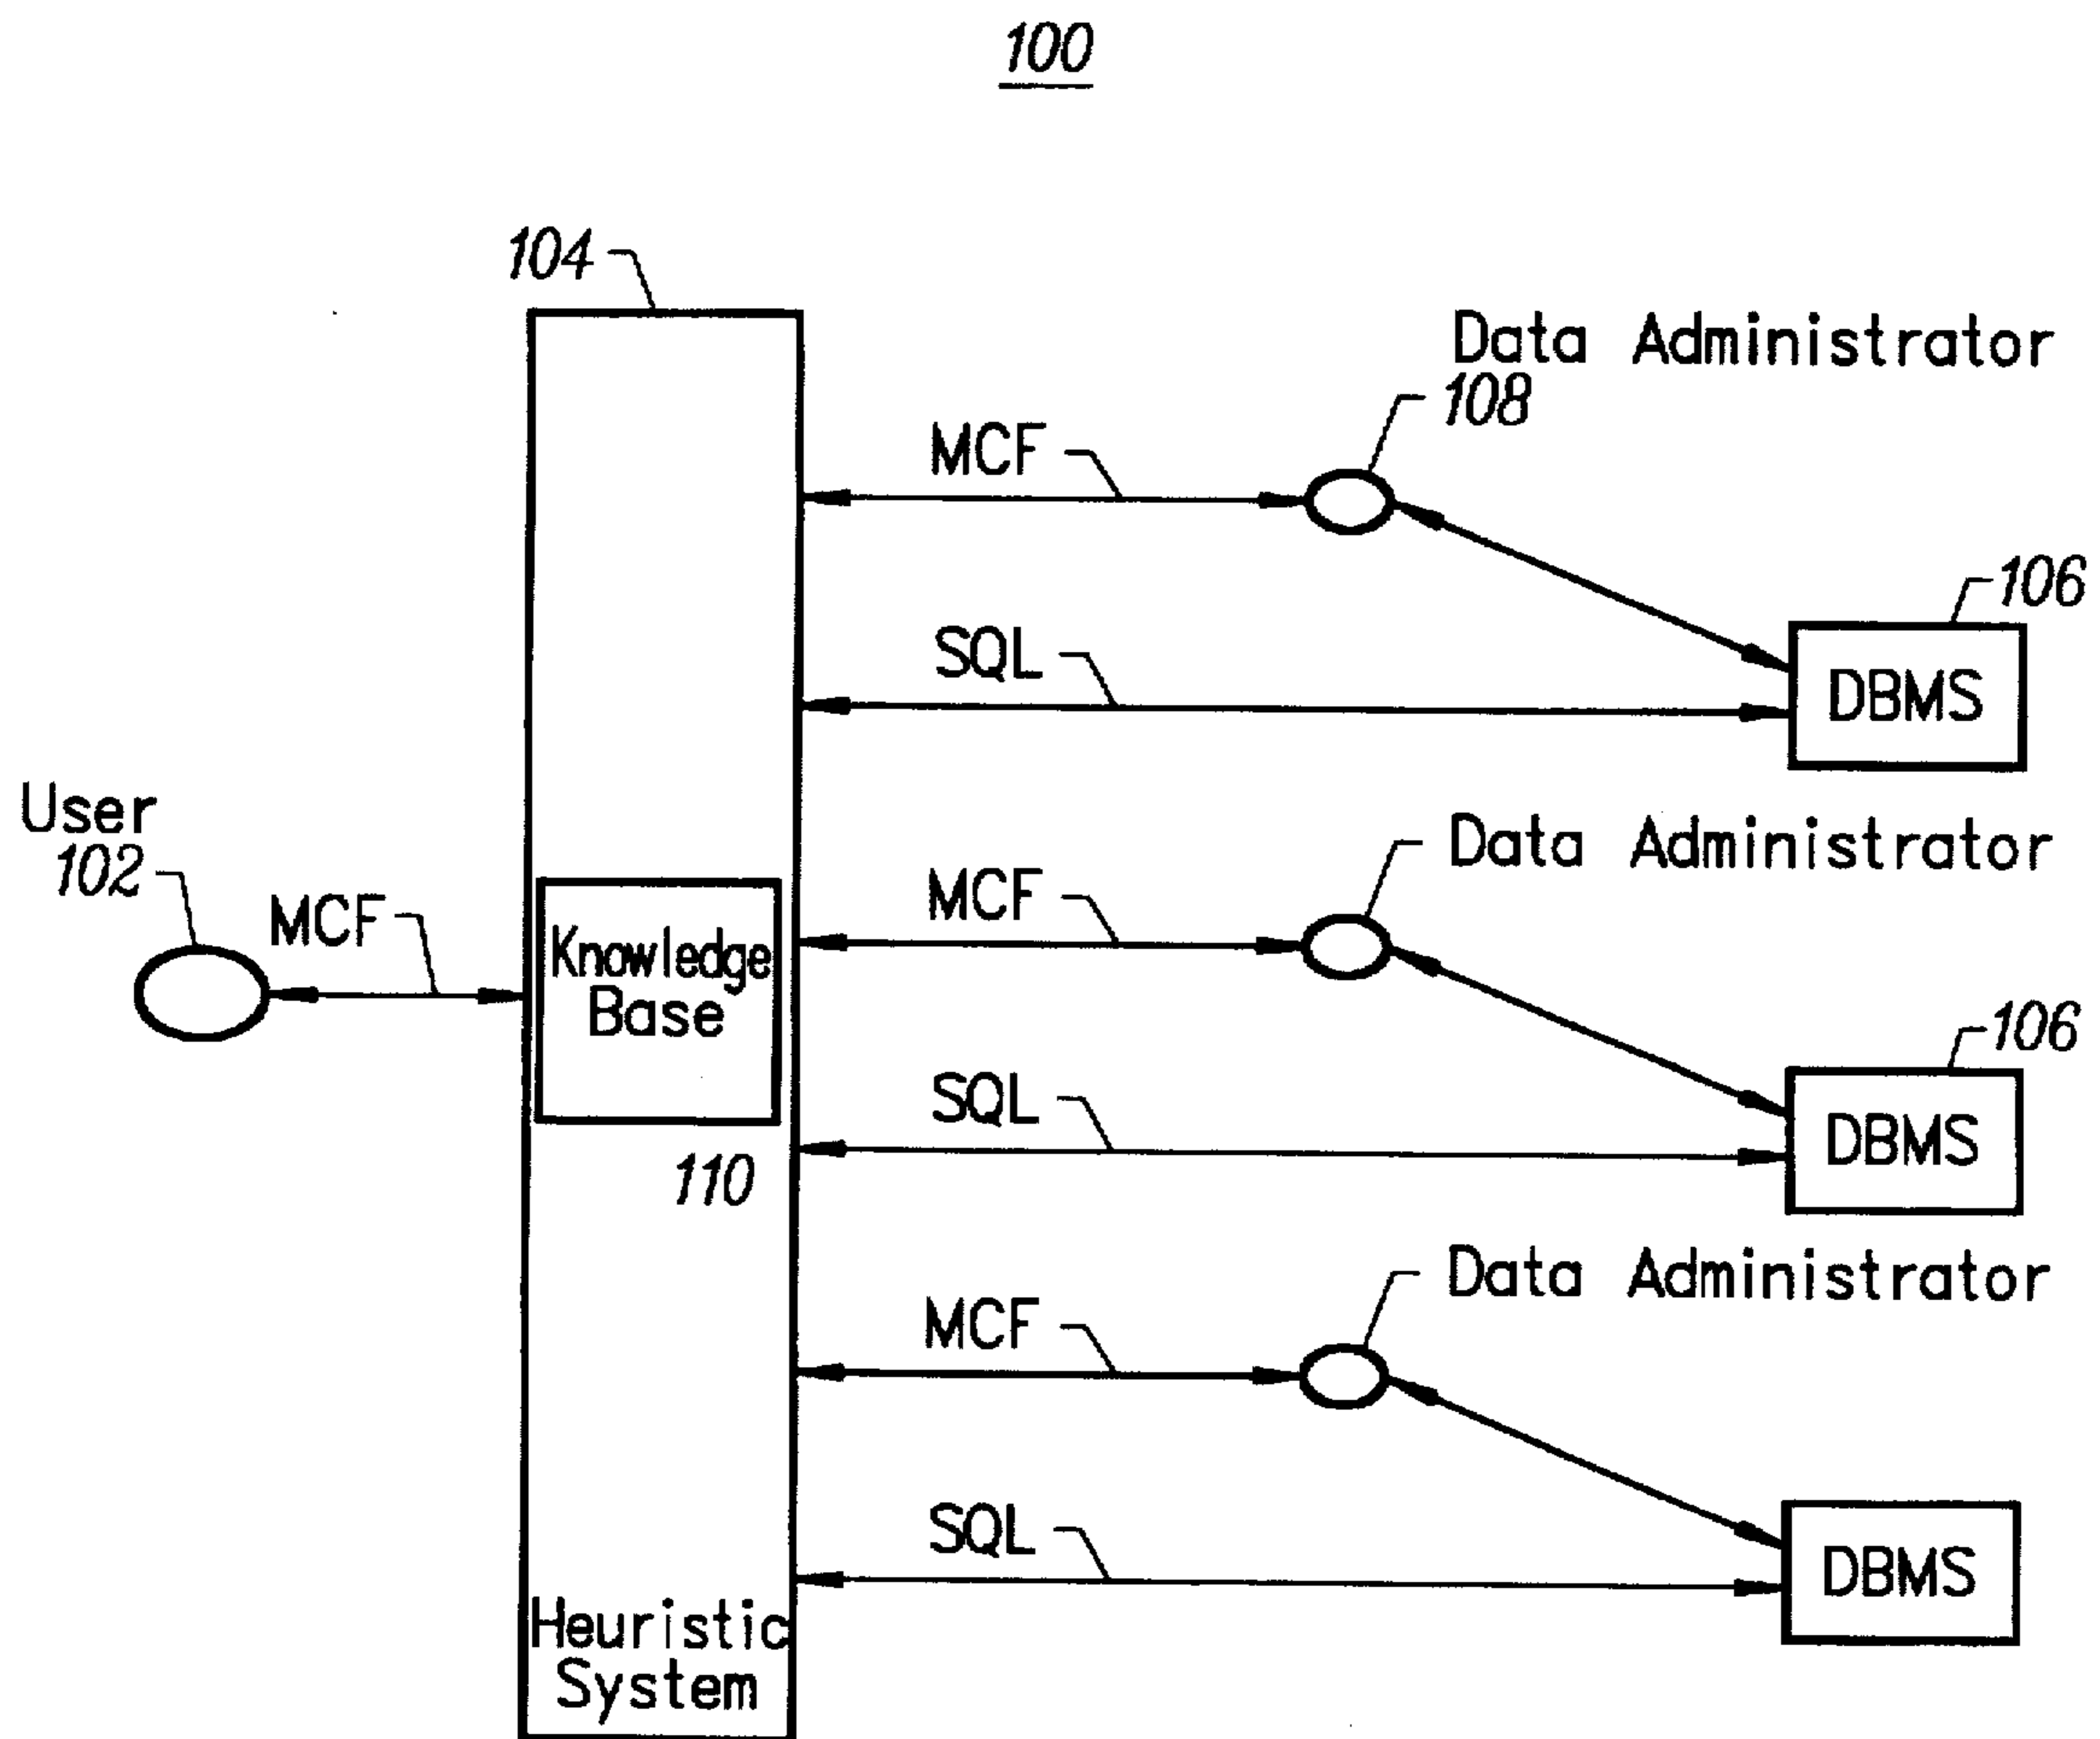 100
104
Data Administrator
108
MCF
106
SQL
DBMS
User
102
Data Administrator
MCF
MCF
Knowledge
Base
106
SQL
DBMS
110
Data Administrator
MCF
SQL
DBMS
Heuristic
System